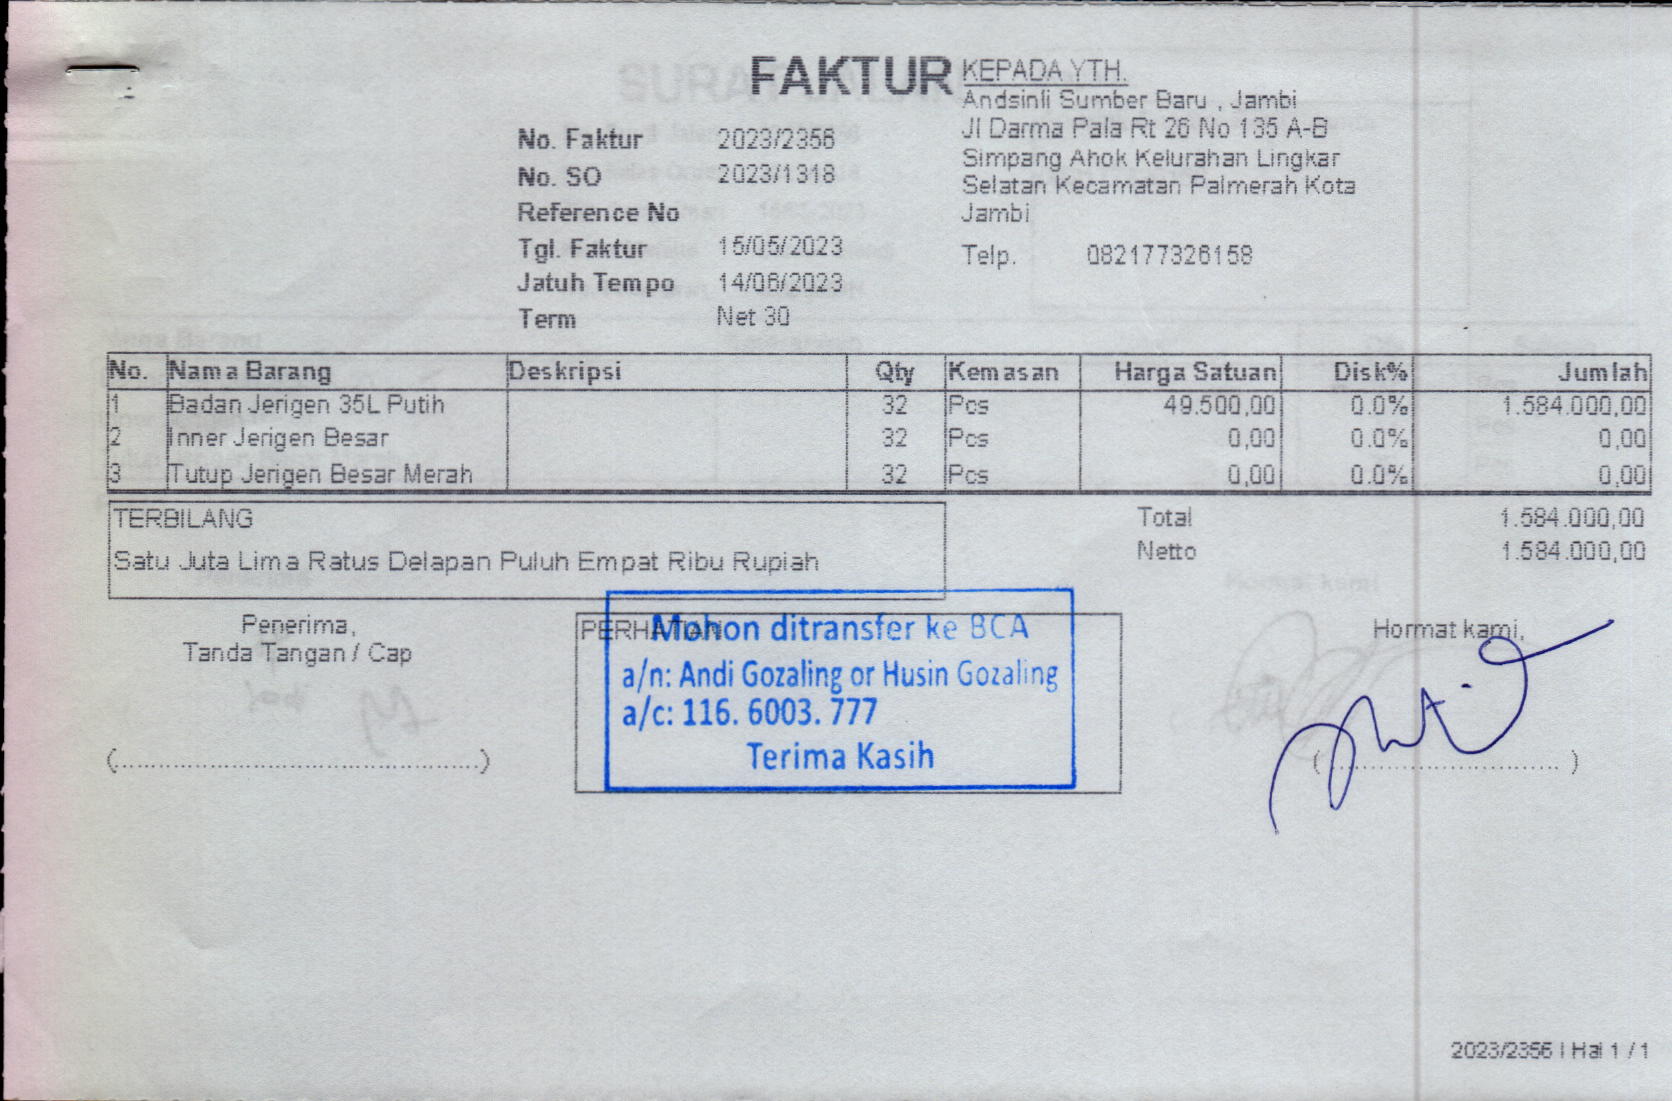 FAKTUR
No. Faktur 2023/2356
No. SO 2023/1318
Reference No
Tgl. Faktur 15/05/2023
Jatuh Tempo 14/06/2023
Term Net 30
KEPADA YTH.
Andsinli Sumber Baru , Jambi
Jl Darma Pala Rt 26 No 135 A-B
Simpang Ahok Kelurahan Lingkar
Selatan Kecamatan Palmerah Kota
Jambi
Telp. 082177326158
No. Nama Barang Deskripsi Qty Kemasan Harga Satuan Disk% Jumlah
1 Badan Jerigen 35L Putih 32 Pcs 49.500,00 0.0% 1.584.000,00
2 Inner Jerigen Besar 32 Pcs 0,00 0.0% 0,00
3 Tutup Jerigen Besar Merah 32 Pcs 0,00 0.0% 0,00
TERBILANG
Satu Juta Lima Ratus Delapan Puluh Empat Ribu Rupiah
Total 1.584.000,00
Netto 1.584.000,00
Penerima,
Tanda Tangan / Cap
(........................................)
PERHATIAN
Mohon ditransfer ke BCA
a/n: Andi Gozaling or Husin Gozaling
a/c: 116. 6003. 777
Terima Kasih
Hormat kami,
(........................................)
2023/2356 | Hal 1 / 1